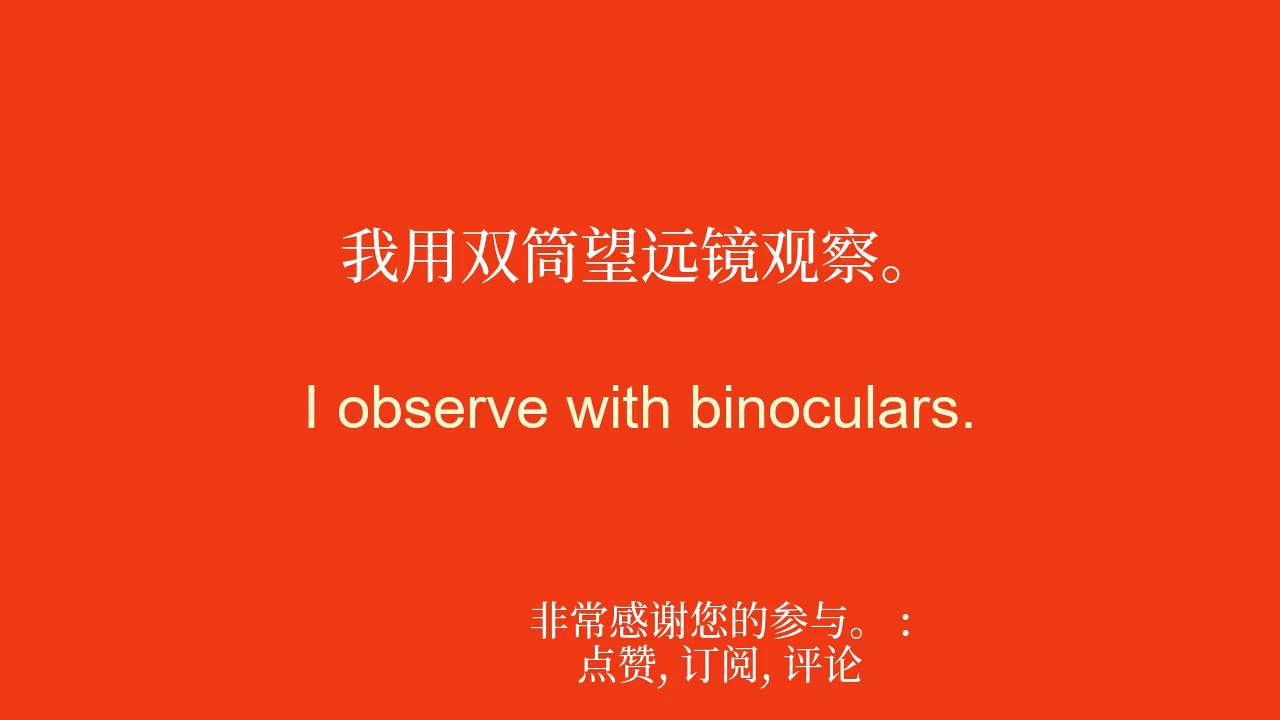 我用双筒望远镜观察。
I observe with binoculars.
非常感谢您的参与。 :
点赞, 订阅, 评论